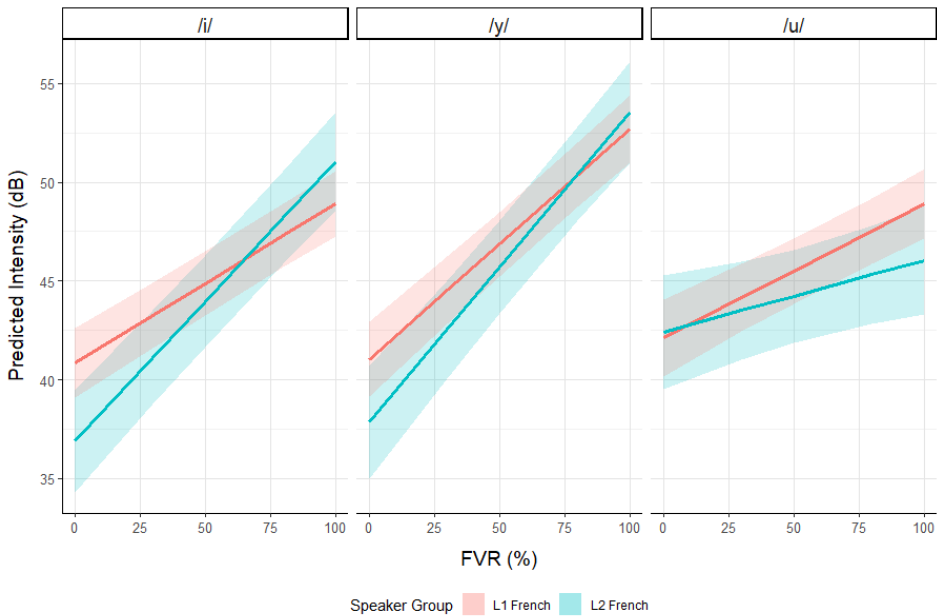 /i/ /y/ /u/
55
50
45
40
35
Predicted Intensity (dB)
0 25 50 75 100 0 25 50 75 100 0 25 50 75 100
FVR (%)
Speaker Group L1 French L2 French